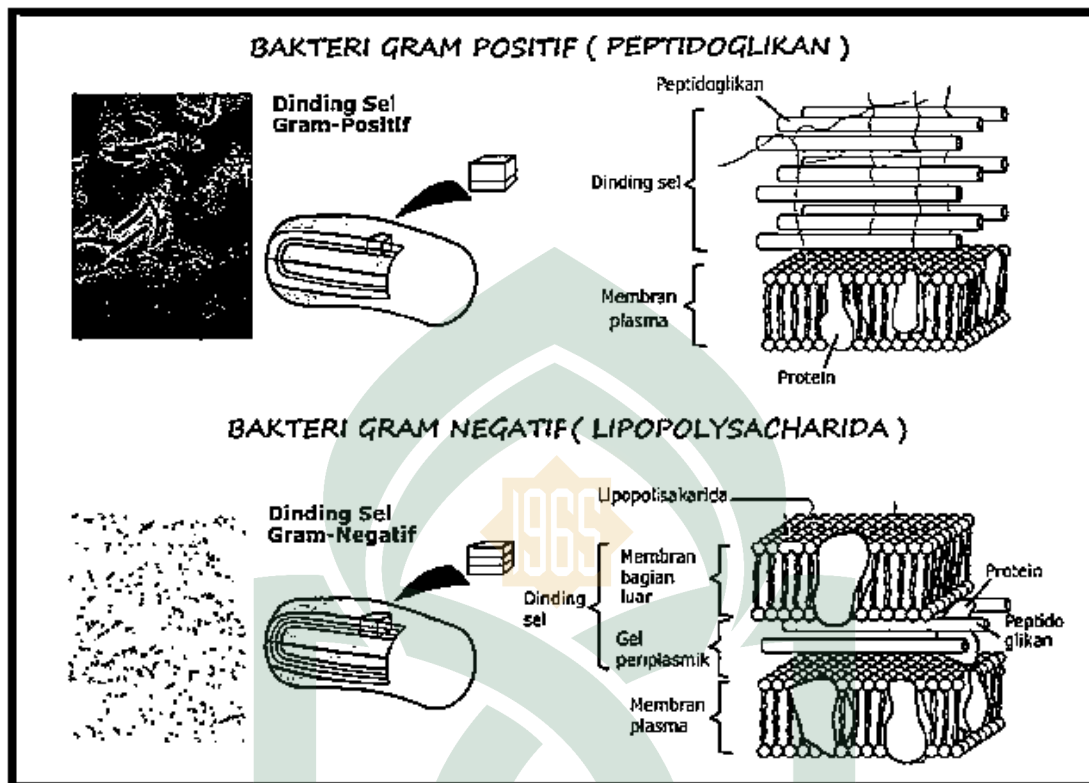 BAKTERI GRAM POSITIF ( PEPTIDOGLIKAN )
Dinding Sel
Gram-Positif
Peptidoglikan
Dinding sel
Membran
plasma
Protein
BAKTERI GRAM NEGATIF ( LIPOPOLYSACHARIDA )
Dinding Sel
Gram-Negatif
Lipopolisakarida
Membran
bagian
luar
Dinding
sel
Gel
periplasmik
Membran
plasma
Protein
Peptido
glikan
1965